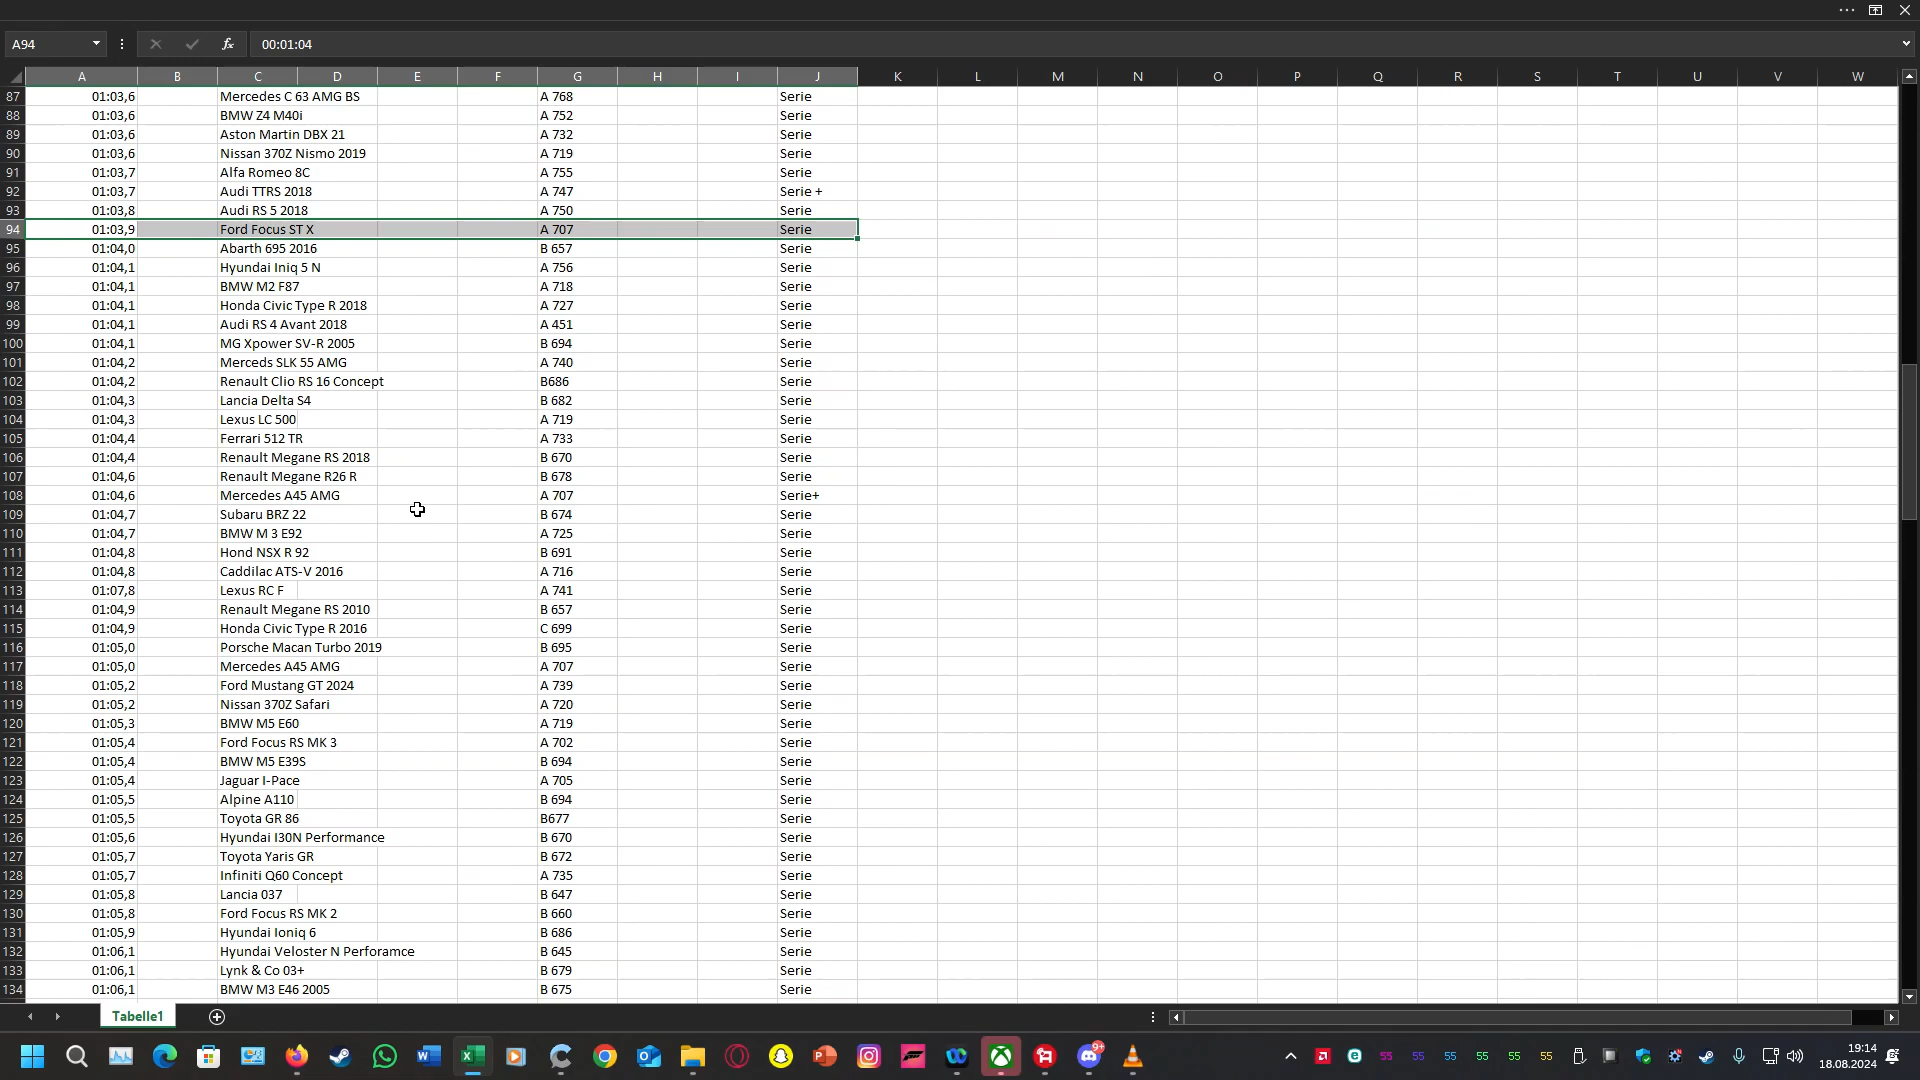 A94 fx 00:01:04
A B C D E F G H I J K L M N O P Q R S T U V W
87 01:03,6 Mercedes C 63 AMG BS A 768 Serie
88 01:03,6 BMW Z4 M40i A 752 Serie
89 01:03,6 Aston Martin DBX 21 A 732 Serie
90 01:03,6 Nissan 370Z Nismo 2019 A 719 Serie
91 01:03,7 Alfa Romeo 8C A 755 Serie
92 01:03,7 Audi TTRS 2018 A 747 Serie +
93 01:03,8 Audi RS 5 2018 A 750 Serie
94 01:03,9 Ford Focus ST X A 707 Serie
95 01:04,0 Abarth 695 2016 B 657 Serie
96 01:04,1 Hyundai Iniq 5 N A 756 Serie
97 01:04,1 BMW M2 F87 A 718 Serie
98 01:04,1 Honda Civic Type R 2018 A 727 Serie
99 01:04,1 Audi RS 4 Avant 2018 A 451 Serie
100 01:04,1 MG Xpower SV-R 2005 B 694 Serie
101 01:04,2 Merceds SLK 55 AMG A 740 Serie
102 01:04,2 Renault Clio RS 16 Concept B686 Serie
103 01:04,3 Lancia Delta S4 B 682 Serie
104 01:04,3 Lexus LC 500 A 719 Serie
105 01:04,4 Ferrari 512 TR A 733 Serie
106 01:04,4 Renault Megane RS 2018 B 670 Serie
107 01:04,6 Renault Megane R26 R B 678 Serie
108 01:04,6 Mercedes A45 AMG A 707 Serie+
109 01:04,7 Subaru BRZ 22 B 674 Serie
110 01:04,7 BMW M 3 E92 A 725 Serie
111 01:04,8 Hond NSX R 92 B 691 Serie
112 01:04,8 Caddilac ATS-V 2016 A 716 Serie
113 01:07,8 Lexus RC F A 741 Serie
114 01:04,9 Renault Megane RS 2010 B 657 Serie
115 01:04,9 Honda Civic Type R 2016 C 699 Serie
116 01:05,0 Porsche Macan Turbo 2019 B 695 Serie
117 01:05,0 Mercedes A45 AMG A 707 Serie
118 01:05,2 Ford Mustang GT 2024 A 739 Serie
119 01:05,2 Nissan 370Z Safari A 720 Serie
120 01:05,3 BMW M5 E60 A 719 Serie
121 01:05,4 Ford Focus RS MK 3 A 702 Serie
122 01:05,4 BMW M5 E39S B 694 Serie
123 01:05,4 Jaguar I-Pace A 705 Serie
124 01:05,5 Alpine A110 B 694 Serie
125 01:05,5 Toyota GR 86 B677 Serie
126 01:05,6 Hyundai I30N Performance B 670 Serie
127 01:05,7 Toyota Yaris GR B 672 Serie
128 01:05,7 Infiniti Q60 Concept A 735 Serie
129 01:05,8 Lancia 037 B 647 Serie
130 01:05,8 Ford Focus RS MK 2 B 660 Serie
131 01:05,9 Hyundai Ioniq 6 B 686 Serie
132 01:06,1 Hyundai Veloster N Perforamce B 645 Serie
133 01:06,1 Lynk & Co 03+ B 679 Serie
134 01:06,1 BMW M3 E46 2005 B 675 Serie
Tabelle1
9+ 55 55 55 55 55 55 19:14
18.08.2024